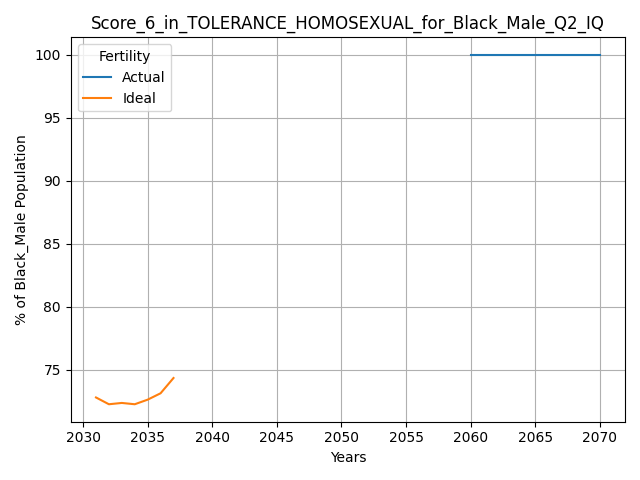 Score_6_in_TOLERANCE_HOMOSEXUAL_for_Black_Male_Q2_IQ
Fertility
Actual
Ideal
% of Black_Male Population
100
95
90
85
80
75
2030 2035 2040 2045 2050 2055 2060 2065 2070
Years